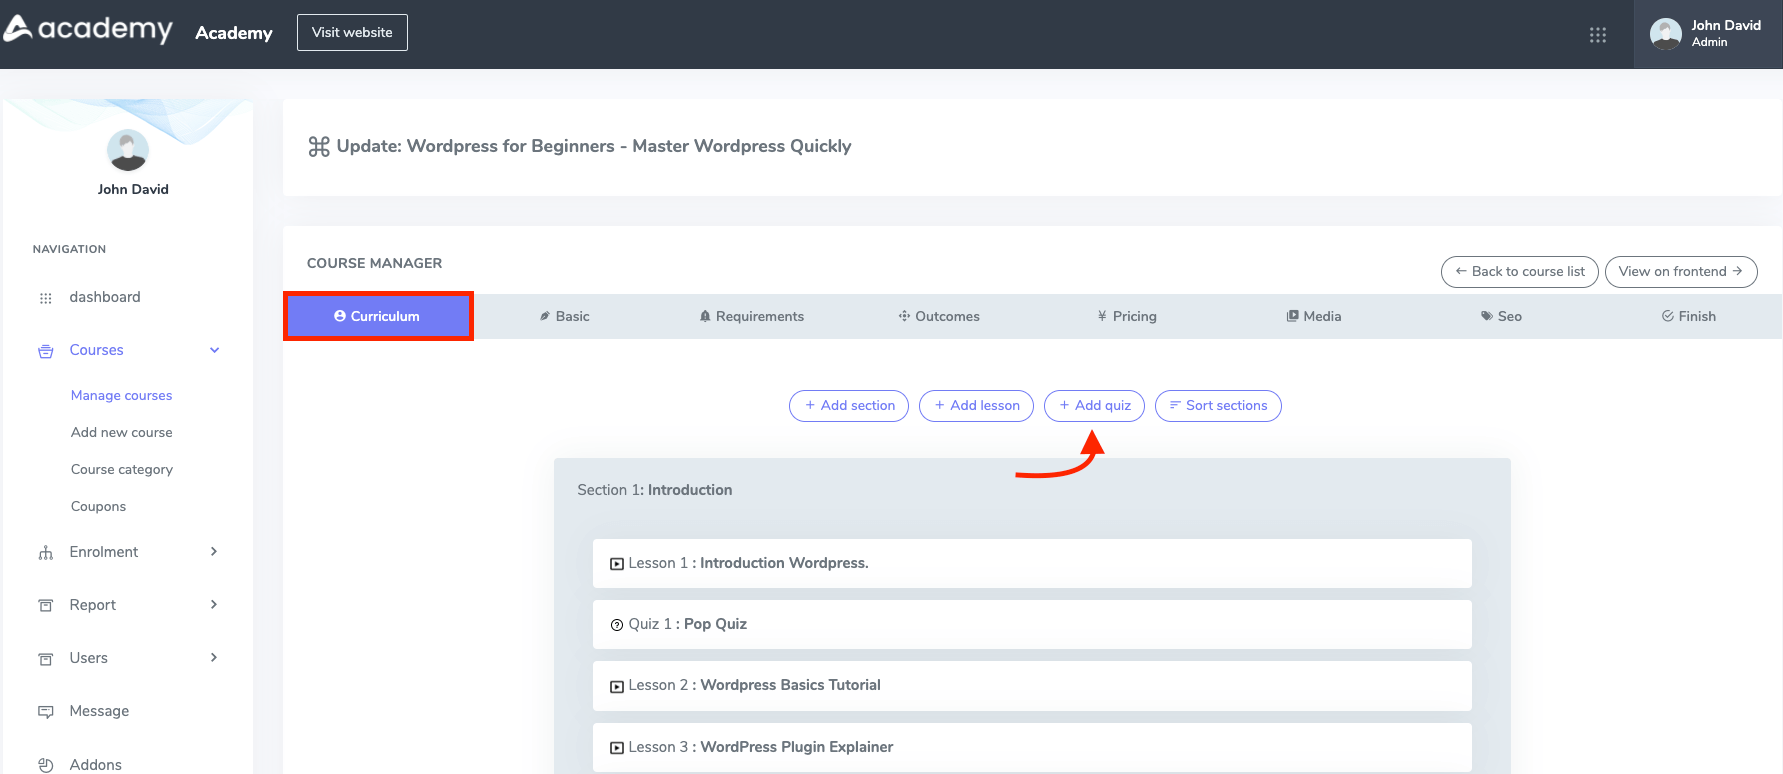 academy
Academy
Visit website
John David
Admin
John David
NAVIGATION
dashboard
Courses
Manage courses
Add new course
Course category
Coupons
Enrolment
Report
Users
Message
Addons
Update: Wordpress for Beginners - Master Wordpress Quickly
COURSE MANAGER
← Back to course list
View on frontend →
Curriculum
Basic
Requirements
Outcomes
¥ Pricing
Media
Seo
Finish
+ Add section
+ Add lesson
+ Add quiz
Sort sections
Section 1: Introduction
Lesson 1 : Introduction Wordpress.
Quiz 1 : Pop Quiz
Lesson 2 : Wordpress Basics Tutorial
Lesson 3 : WordPress Plugin Explainer